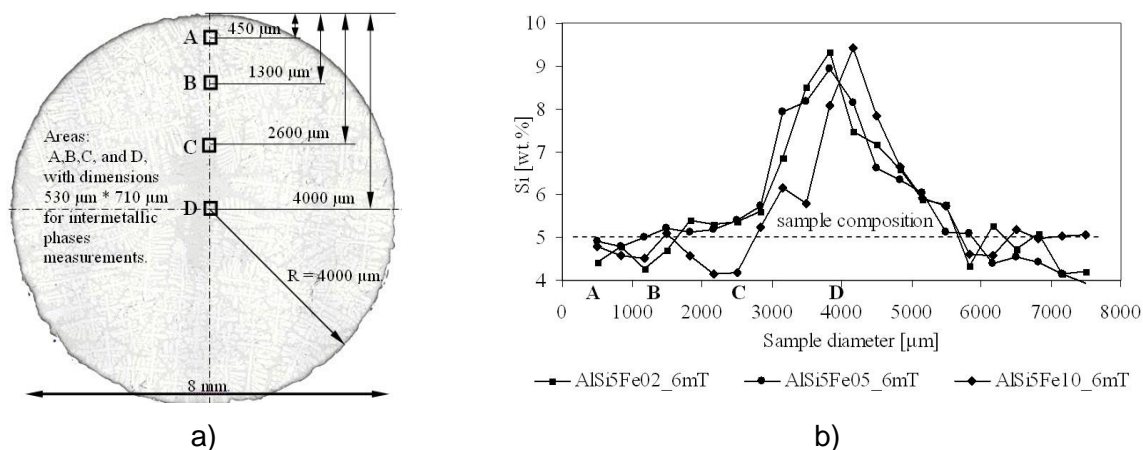 450 µm
A
1300 µm
B
2600 µm
C
Areas:
A,B,C, and D,
with dimensions
530 µm * 710 µm
for intermetallic
phases
measurements.
4000 µm
D
R = 4000 µm
8 mm
a)
10
9
8
7
6
5
4
Si [wt.%]
sample composition
A B C D
0 1000 2000 3000 4000 5000 6000 7000 8000
Sample diameter [µm]
AlSi5Fe02_6mT AlSi5Fe05_6mT AlSi5Fe10_6mT
b)